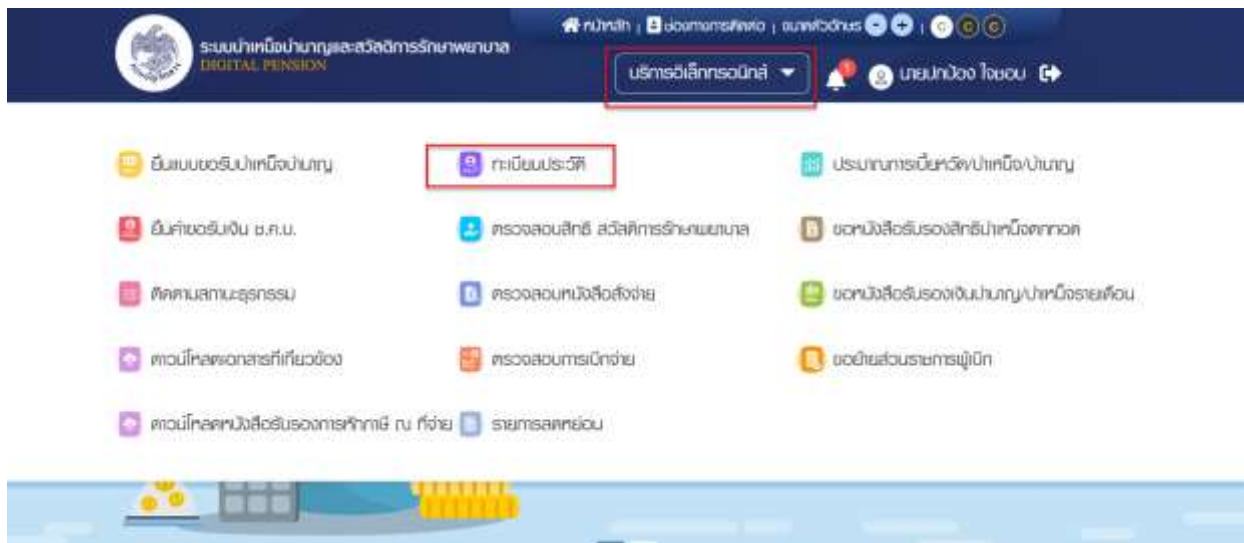 หน้าหลัก | ช่องทางการติดต่อ | ขนาดตัวอักษร - + | C C C
ระบบบำเหน็จบำนาญและสวัสดิการรักษาพยาบาล
DIGITAL PENSION
บริการอิเล็กทรอนิกส์
นายปกป้อง ใจชอบ
ยื่นแบบขอรับบำเหน็จบำนาญ
ทะเบียนประวัติ
ประมาณการเบี้ยหวัด/บำเหน็จ/บำนาญ
ยื่นคำขอรับเงิน ช.ค.บ.
ตรวจสอบสิทธิ สวัสดิการรักษาพยาบาล
ขอหนังสือรับรองสิทธิบำเหน็จตกทอด
ติดตามสถานะธุรกรรม
ตรวจสอบหนังสือสั่งจ่าย
ขอหนังสือรับรองเงินบำนาญ/บำเหน็จรายเดือน
ดาวน์โหลดเอกสารที่เกี่ยวข้อง
ตรวจสอบการเบิกจ่าย
ขอย้ายส่วนราชการผู้เบิก
ดาวน์โหลดหนังสือรับรองการหักภาษี ณ ที่จ่าย
รายการลดหย่อน